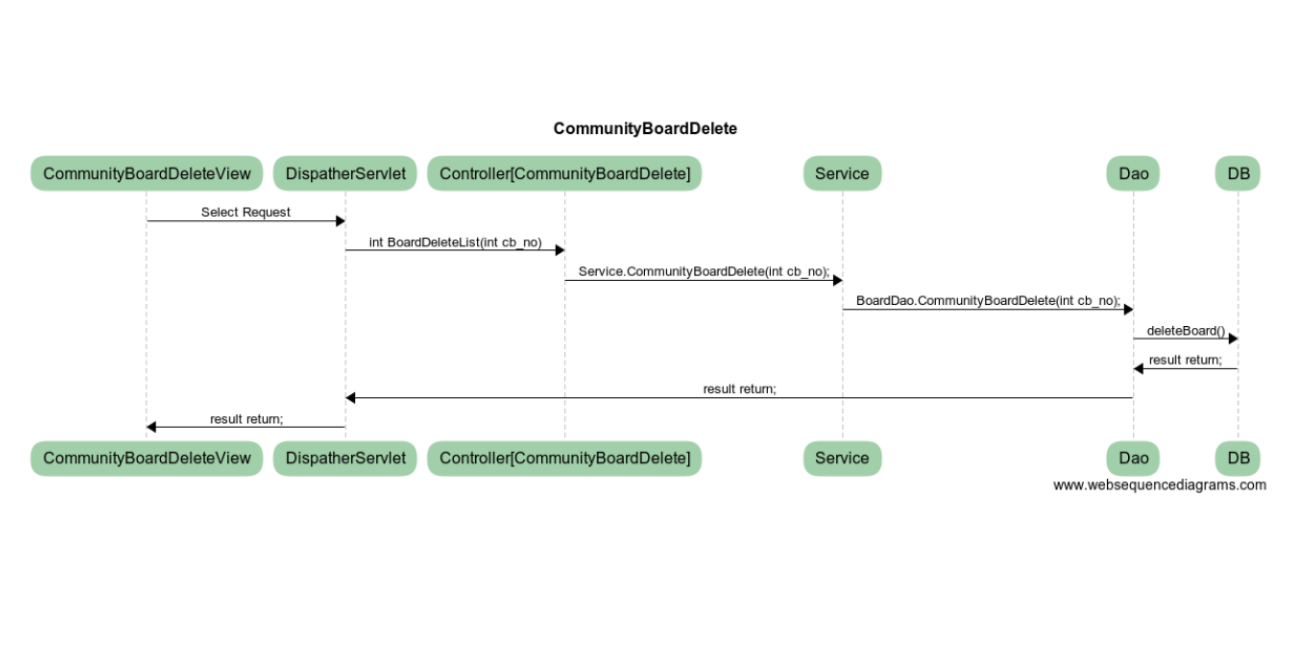 CommunityBoardDelete
CommunityBoardDeleteView DispatherServlet Controller[CommunityBoardDelete] Service Dao DB
Select Request
int BoardDeleteList(int cb_no)
Service.CommunityBoardDelete(int cb_no);
BoardDao.CommunityBoardDelete(int cb_no);
deleteBoard()
result return;
result return;
result return;
CommunityBoardDeleteView DispatherServlet Controller[CommunityBoardDelete] Service Dao DB
www.websequencediagrams.com